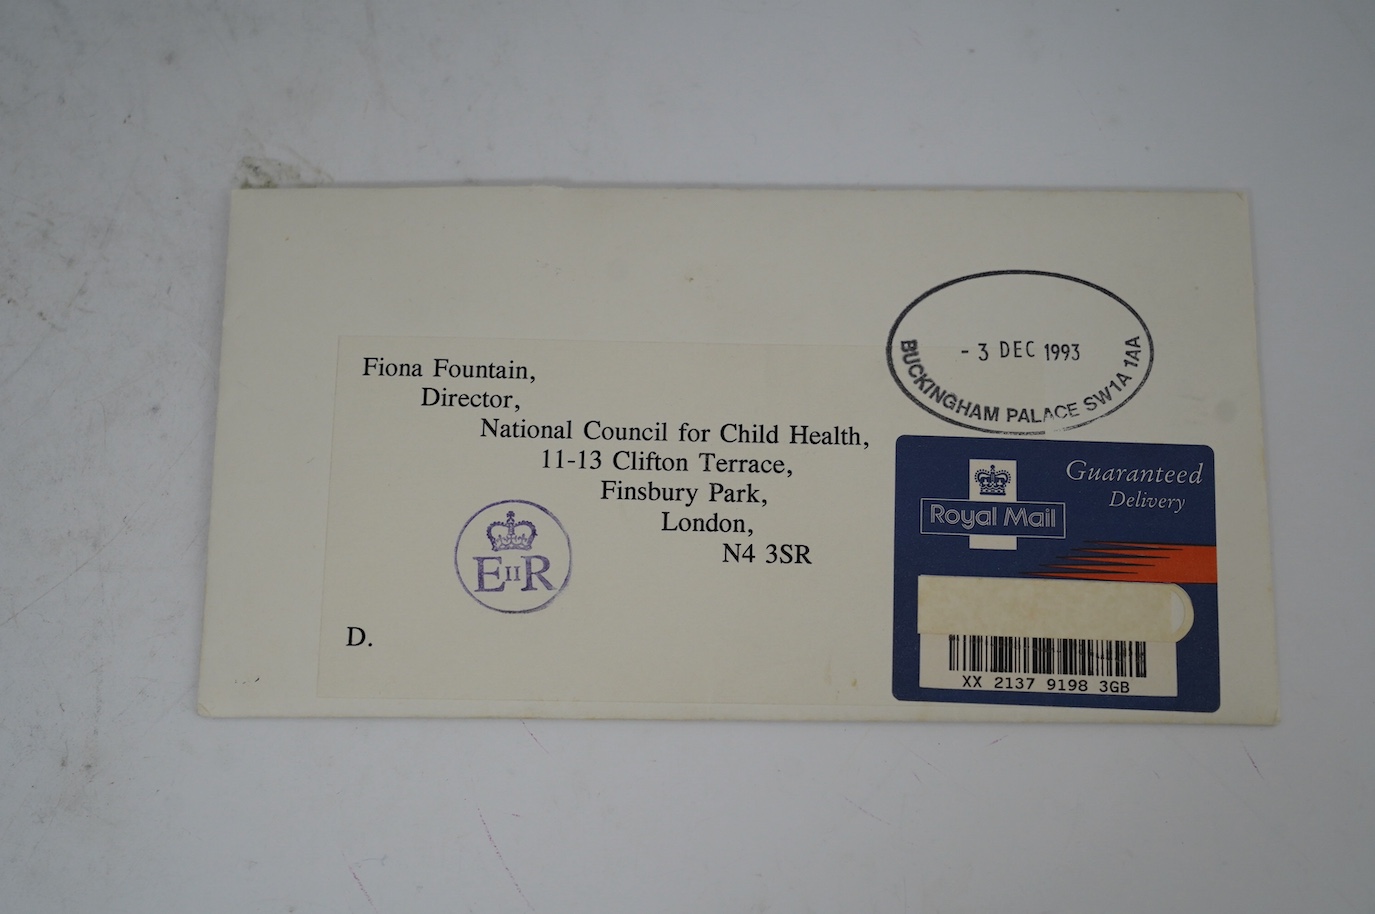 - 3 DEC 1993
BUCKINGHAM PALACE SW1A 1AA
Fiona Fountain,
Director,
National Council for Child Health,
11-13 Clifton Terrace,
Finsbury Park,
London,
N4 3SR
EIIR
D.
Guaranteed
Delivery
Royal Mail
XX 2137 9198 3GB